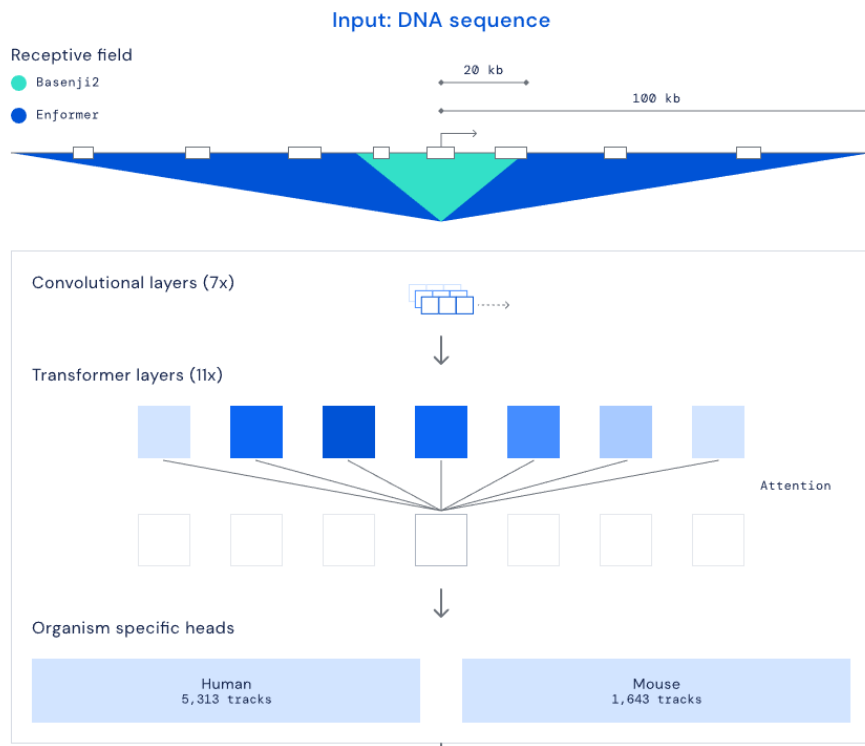 Input: DNA sequence
Receptive field
Basenji2
Enformer
20 kb
100 kb
Convolutional layers (7x)
Transformer layers (11x)
Attention
Organism specific heads
Human
5,313 tracks
Mouse
1,643 tracks